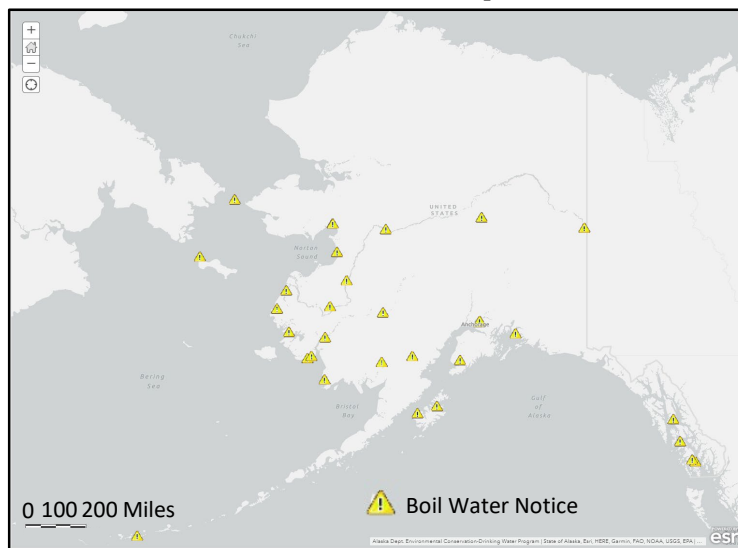 +
−
Chukchi
Sea
UNITED
STATES
Norton
Sound
Anchorage
Bering
Sea
Bristol
Bay
Gulf
of
Alaska
0 100 200 Miles
Boil Water Notice
Alaska Dept. Environmental Conservation-Drinking Water Program | State of Alaska, Esri, HERE, Garmin, FAO, NOAA, USGS, EPA | ...
esri